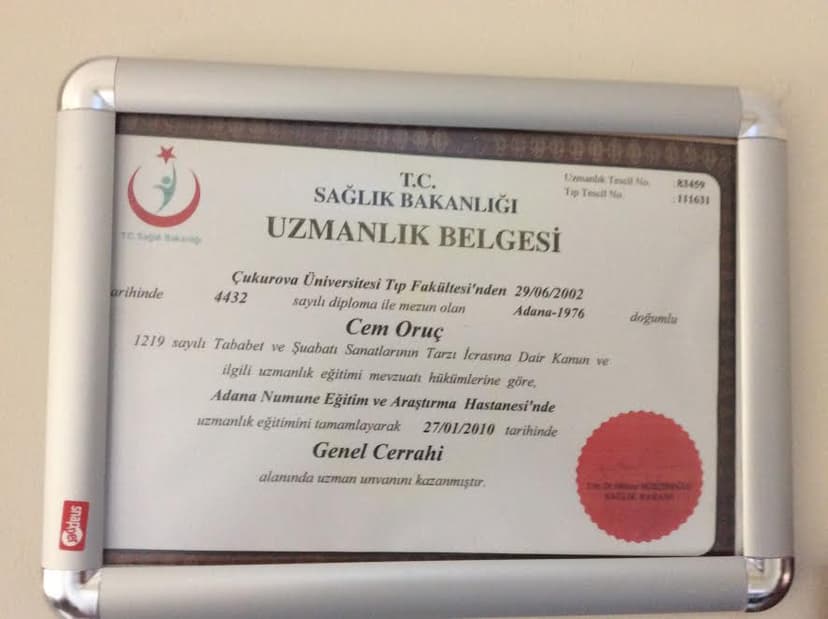 T.C.
SAĞLIK BAKANLIĞI
UZMANLIK BELGESİ
Uzmanlık Tescil No. : 83459
Tıp Tescil No. : 111631
T.C. Sağlık Bakanlığı
Çukurova Üniversitesi Tıp Fakültesi'nden 29/06/2002
arihinde 4432 sayılı diploma ile mezun olan Adana-1976 doğumlu
Cem Oruç
1219 sayılı Tababet ve Şuabatı Sanatlarının Tarzı İcrasına Dair Kanun ve
ilgili uzmanlık eğitimi mevzuatı hükümlerine göre,
Adana Numune Eğitim ve Araştırma Hastanesi'nde
uzmanlık eğitimini tamamlayarak 27/01/2010 tarihinde
Genel Cerrahi
alanında uzman unvanını kazanmıştır.
SAĞLIK BAKANI